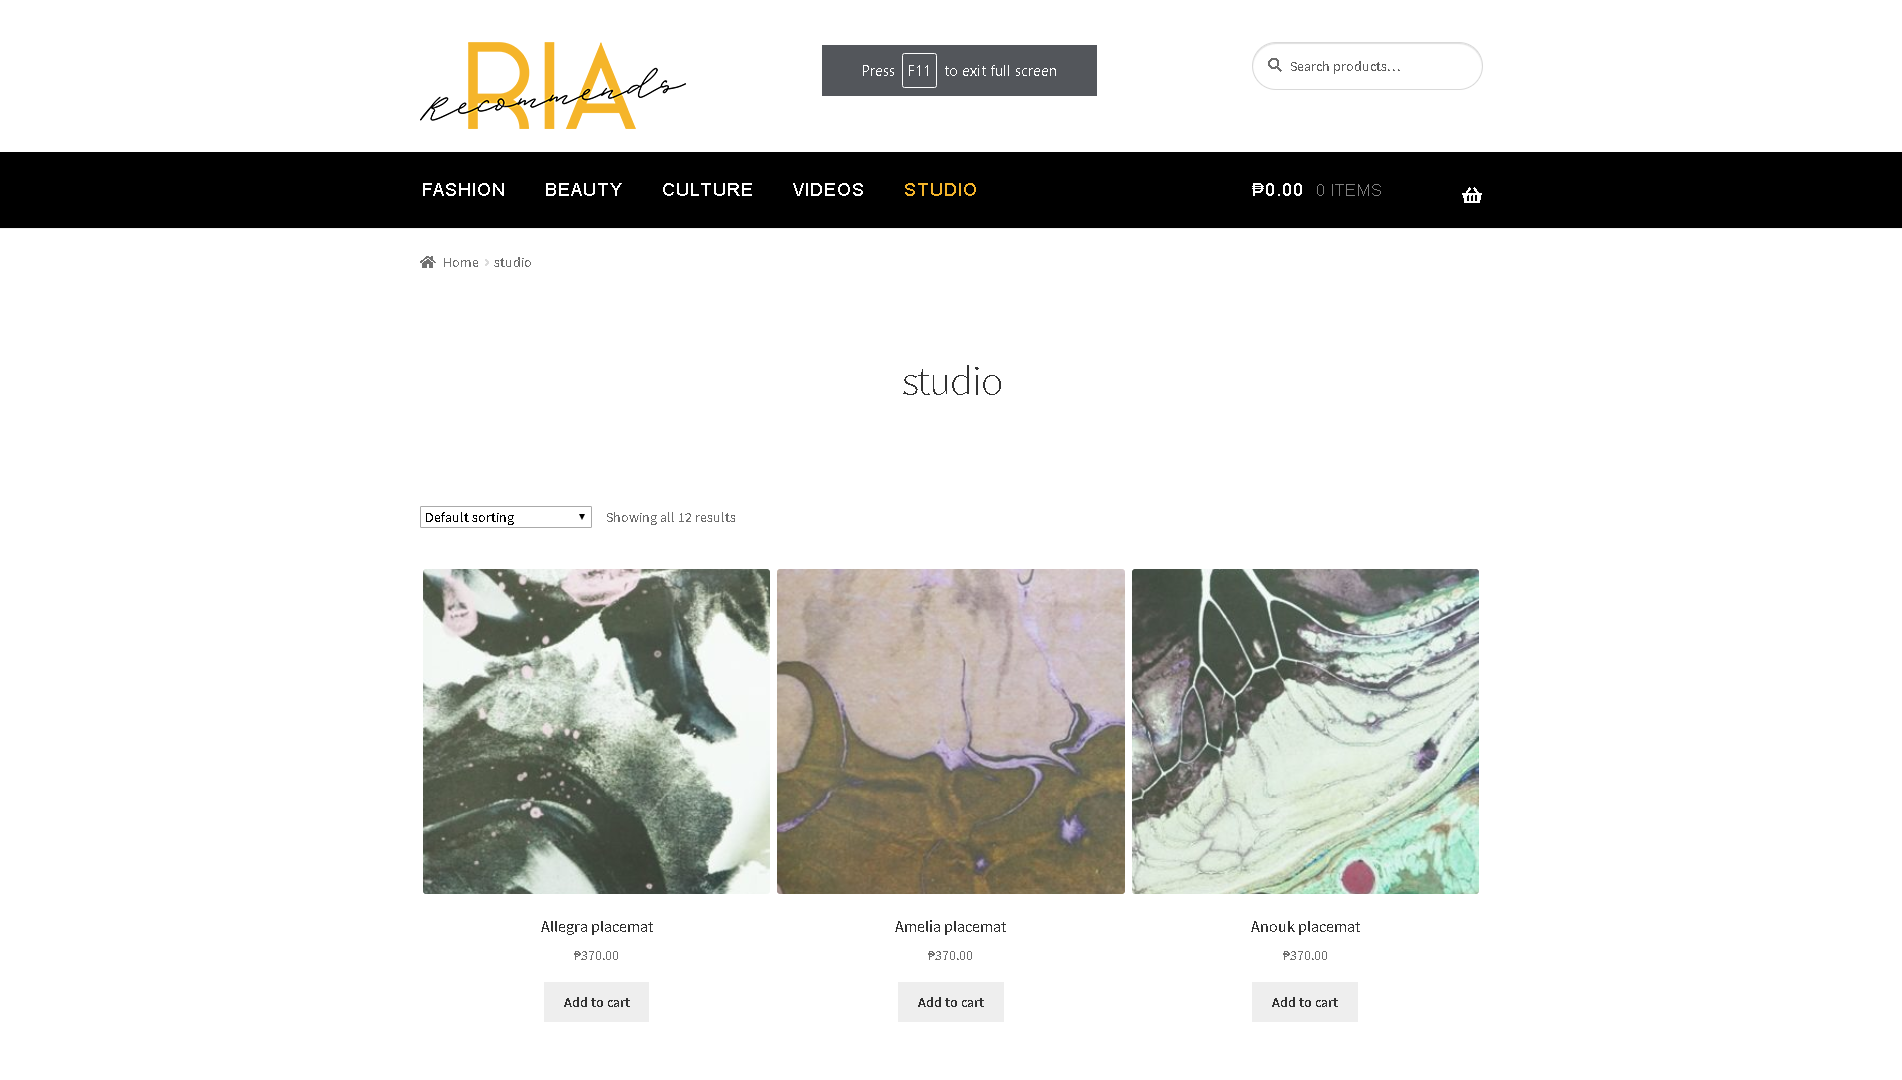 RIA
Recommends
Press F11 to exit full screen
Search products…
FASHION BEAUTY CULTURE VIDEOS STUDIO ₱0.00 0 ITEMS
Home › studio
studio
Default sorting ▾ Showing all 12 results
Allegra placemat
₱370.00
Add to cart
Amelia placemat
₱370.00
Add to cart
Anouk placemat
₱370.00
Add to cart